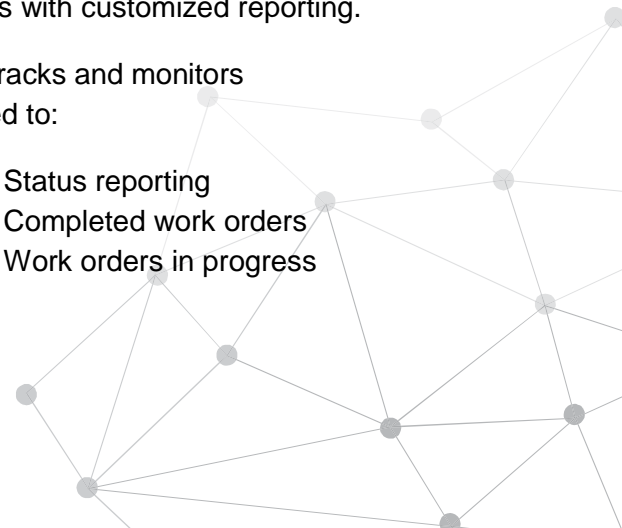 s with customized reporting.
racks and monitors
ed to:
Status reporting
Completed work orders
Work orders in progress